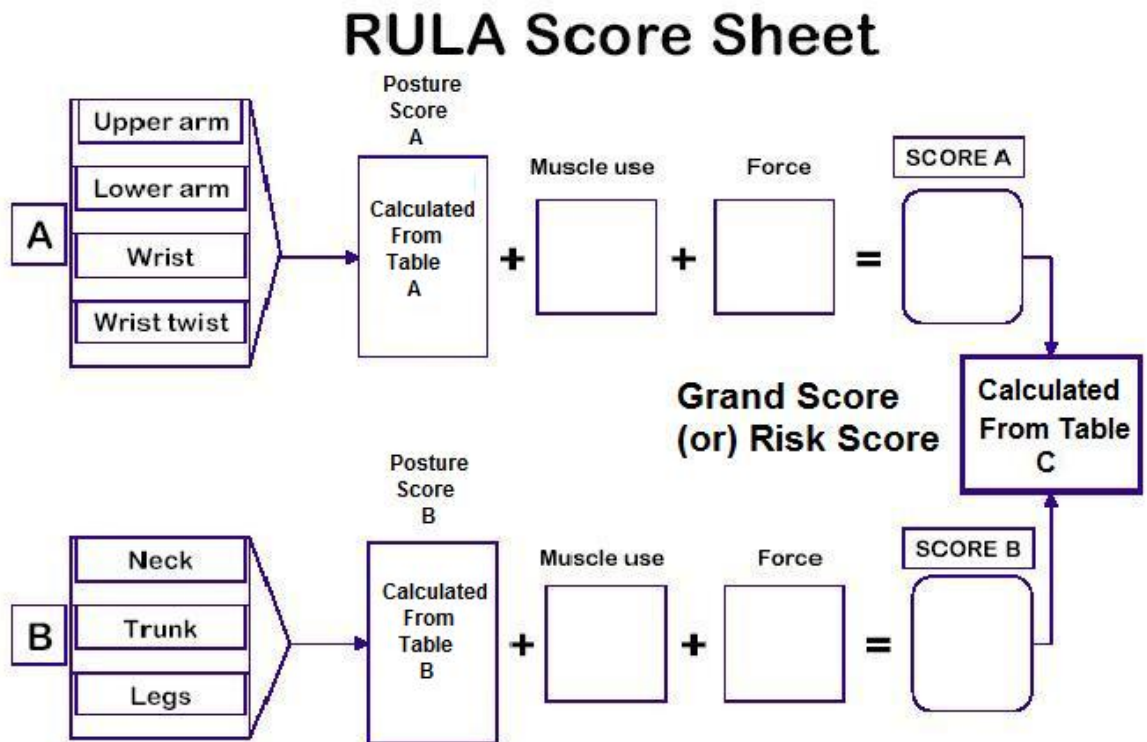 RULA Score Sheet
A
Upper arm
Lower arm
Wrist
Wrist twist
Posture
Score
A
Calculated
From
Table
A
+
Muscle use
+
Force
=
SCORE A
Grand Score
(or) Risk Score
Calculated
From Table
C
B
Neck
Trunk
Legs
Posture
Score
B
Calculated
From
Table
B
+
Muscle use
+
Force
=
SCORE B